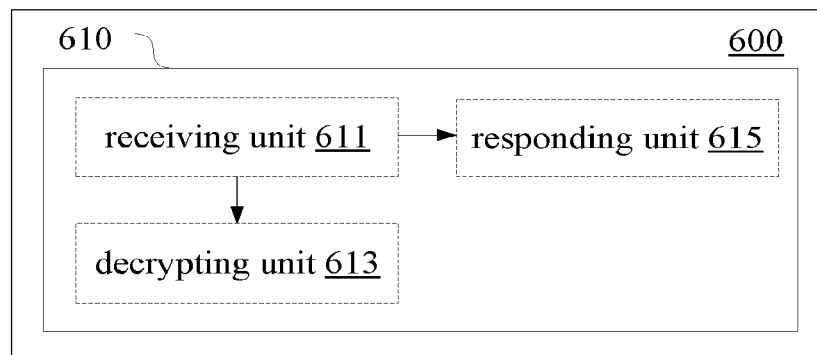 610
600
receiving unit 611
responding unit 615
decrypting unit 613